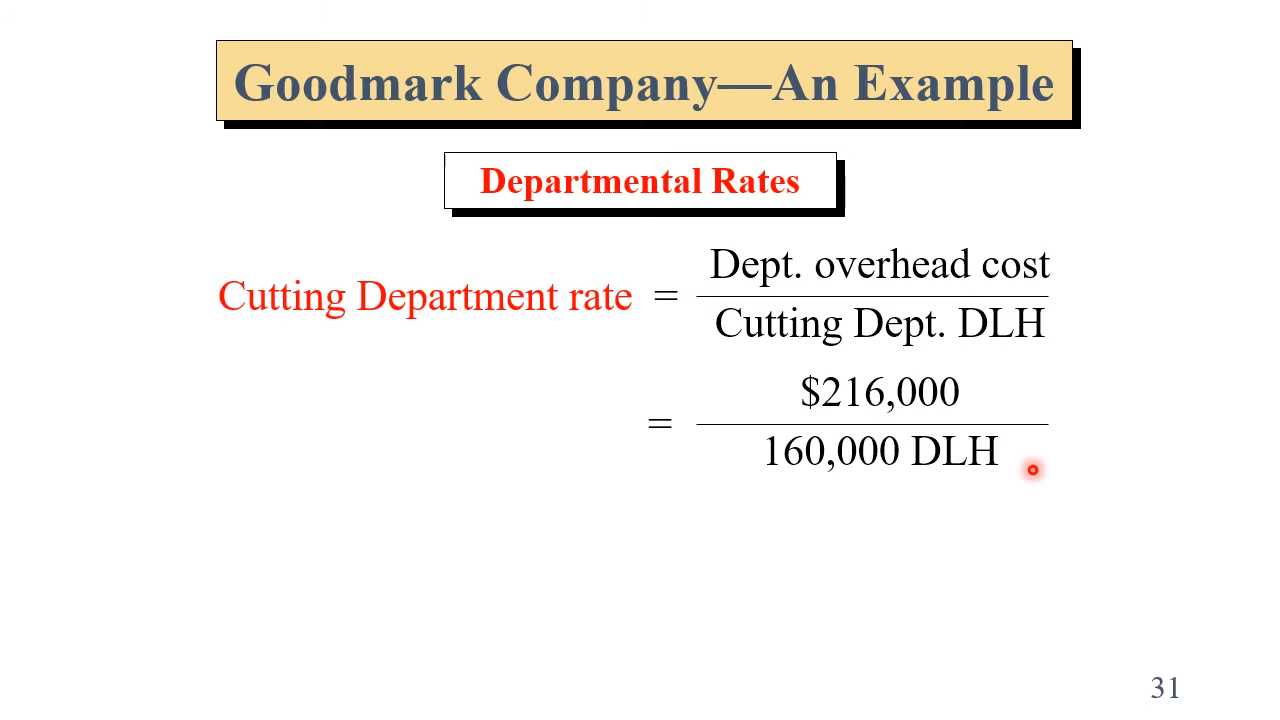 Goodmark Company—An Example
Departmental Rates
Cutting Department rate = Dept. overhead cost
Cutting Dept. DLH
= $216,000
160,000 DLH
31